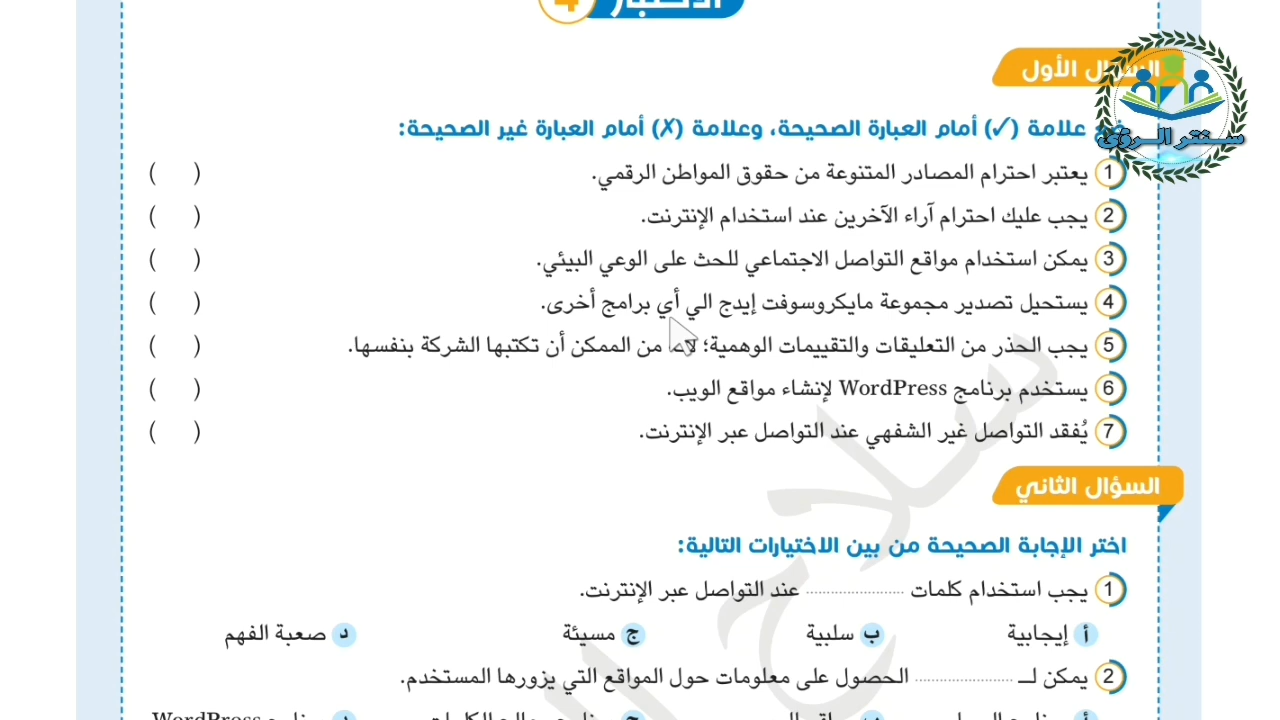 الاختبار 4
السؤال الأول
علامة (✓) أمام العبارة الصحيحة، وعلامة (✗) أمام العبارة غير الصحيحة:
سنتر الرؤى
1 يعتبر احترام المصادر المتنوعة من حقوق المواطن الرقمي. ( )
2 يجب عليك احترام آراء الآخرين عند استخدام الإنترنت. ( )
3 يمكن استخدام مواقع التواصل الاجتماعي للحث على الوعي البيئي. ( )
4 يستحيل تصدير مجموعة مايكروسوفت إيدج الي أي برامج أخرى. ( )
5 يجب الحذر من التعليقات والتقييمات الوهمية؛ من الممكن أن تكتبها الشركة بنفسها. ( )
6 يستخدم برنامج WordPress لإنشاء مواقع الويب. ( )
7 يُفقد التواصل غير الشفهي عند التواصل عبر الإنترنت. ( )
السؤال الثاني
اختر الإجابة الصحيحة من بين الاختيارات التالية:
1 يجب استخدام كلمات ........................ عند التواصل عبر الإنترنت.
أ إيجابية ب سلبية ج مسيئة د صعبة الفهم
2 يمكن لـ ........................ الحصول على معلومات حول المواقع التي يزورها المستخدم.
WordPress